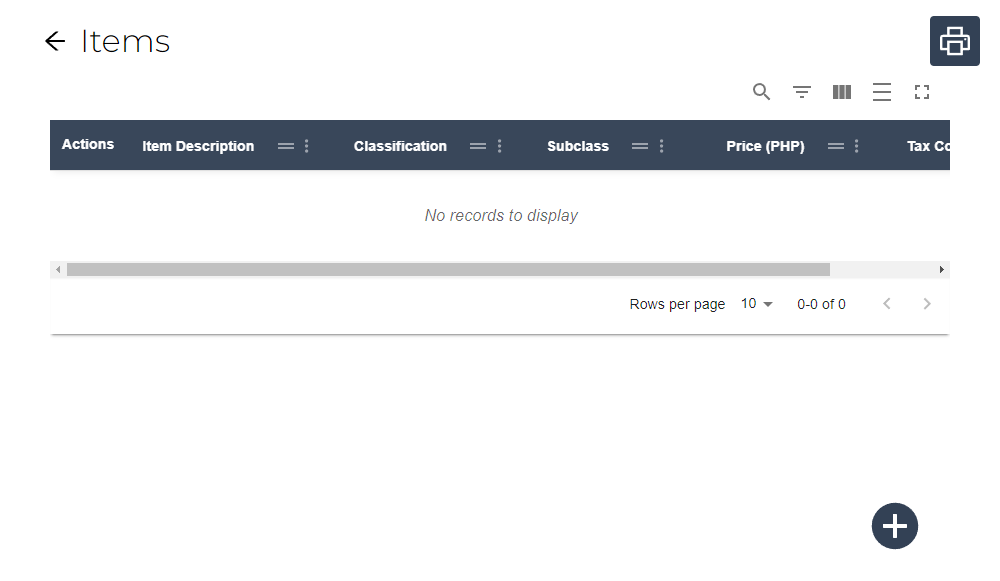 Items
Actions Item Description Classification Subclass Price (PHP) Tax Co
No records to display
Rows per page 10 0-0 of 0